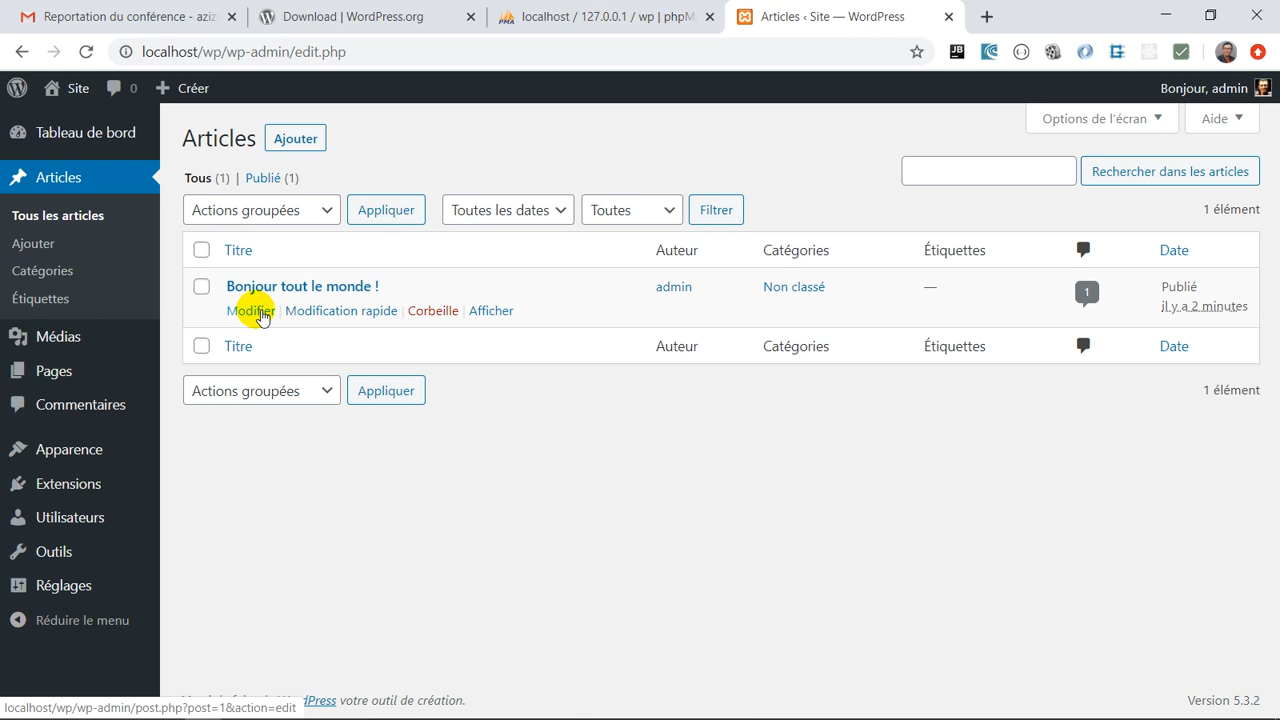 Reportation du conférence - aziz
Download | WordPress.org
localhost / 127.0.0.1 / wp | phpM
Articles ‹ Site — WordPress
localhost/wp/wp-admin/edit.php
Site 0 Créer
Bonjour, admin
Tableau de bord
Articles
Tous les articles
Ajouter
Catégories
Étiquettes
Médias
Pages
Commentaires
Apparence
Extensions
Utilisateurs
Outils
Réglages
Réduire le menu
Options de l'écran Aide
Articles Ajouter
Tous (1) | Publié (1)
Rechercher dans les articles
Actions groupées Appliquer Toutes les dates Toutes Filtrer 1 élément
Titre Auteur Catégories Étiquettes Date
Bonjour tout le monde ! admin Non classé — 1 Publié
Modifier | Modification rapide | Corbeille | Afficher il y a 2 minutes
Titre Auteur Catégories Étiquettes Date
Actions groupées Appliquer 1 élément
votre outil de création. Version 5.3.2
localhost/wp/wp-admin/post.php?post=1&action=edit